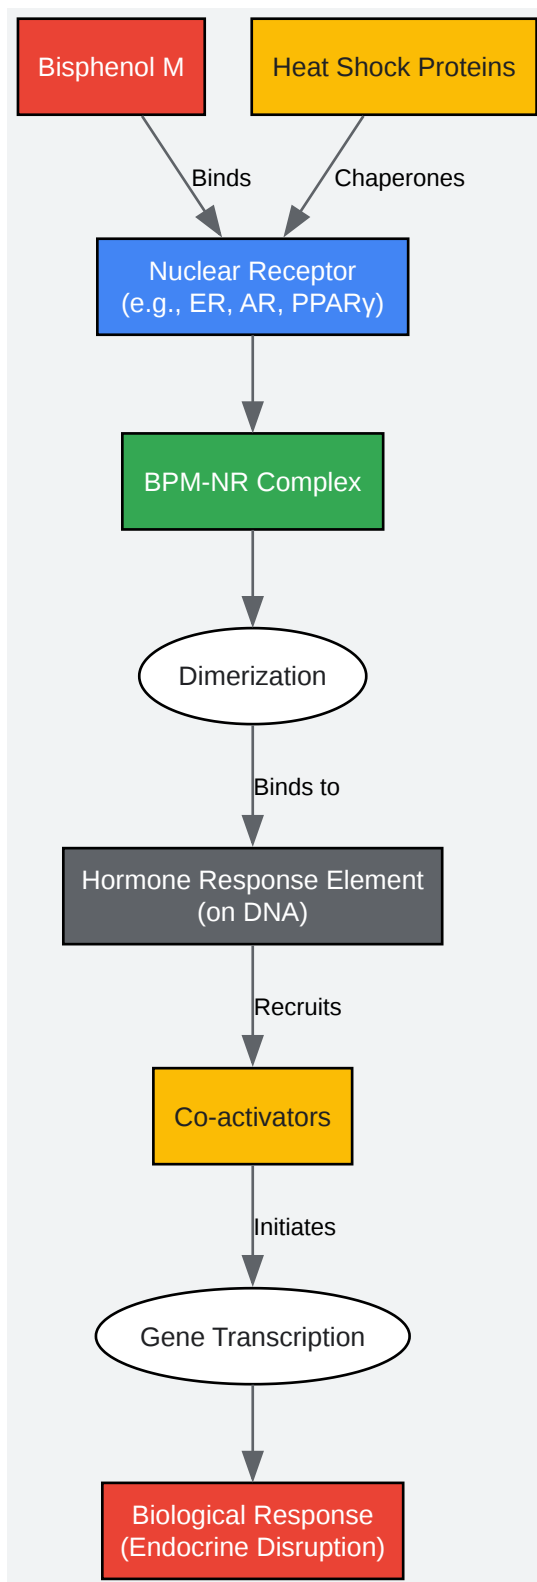 Bisphenol M
Heat Shock Proteins
Binds
Chaperones
Nuclear Receptor
(e.g., ER, AR, PPARγ)
BPM-NR Complex
Dimerization
Binds to
Hormone Response Element
(on DNA)
Recruits
Co-activators
Initiates
Gene Transcription
Biological Response
(Endocrine Disruption)